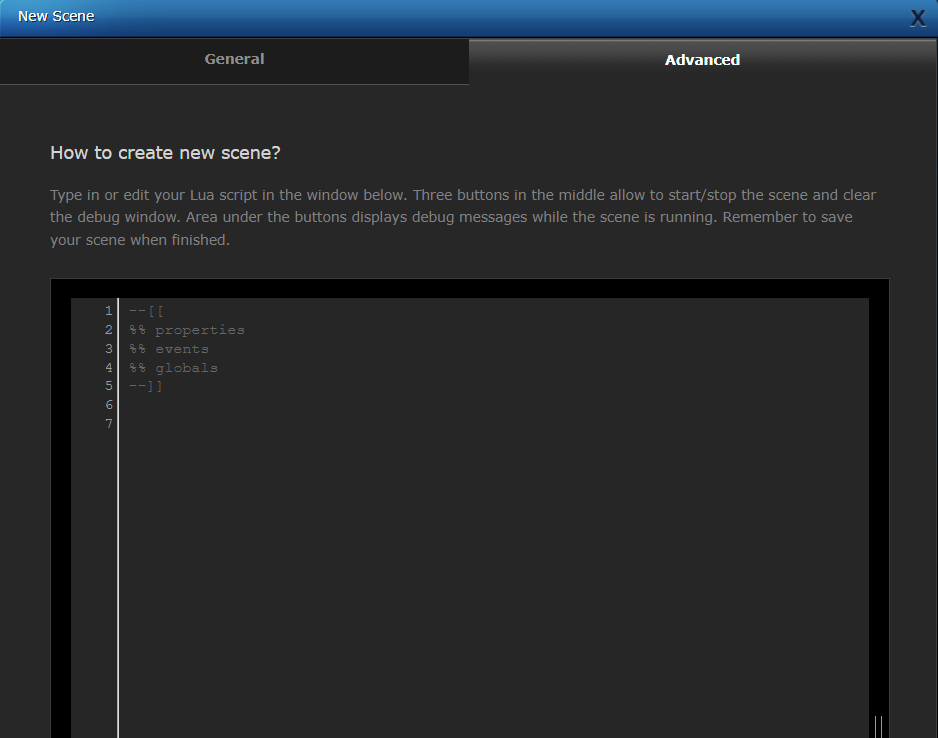 New Scene
X
General
Advanced
How to create new scene?
Type in or edit your Lua script in the window below. Three buttons in the middle allow to start/stop the scene and clear
the debug window. Area under the buttons displays debug messages while the scene is running. Remember to save
your scene when finished.
1 --[[
2 %% properties
3 %% events
4 %% globals
5 --]]
6
7